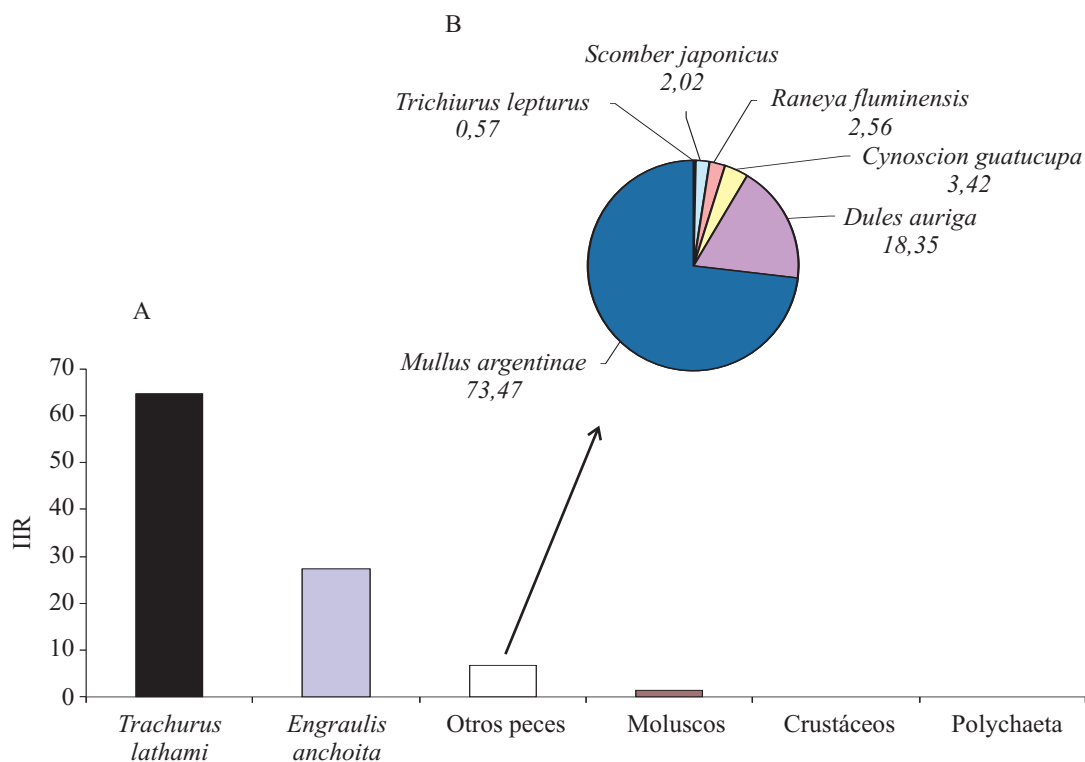 B
Scomber japonicus
2,02
Trichiurus lepturus
0,57
Raneya fluminensis
2,56
Cynoscion guatucupa
3,42
Dules auriga
18,35
Mullus argentinae
73,47
A
70
60
50
40
30
20
10
0
IIR
Trachurus
lathami
Engraulis
anchoita
Otros peces
Moluscos
Crustáceos
Polychaeta